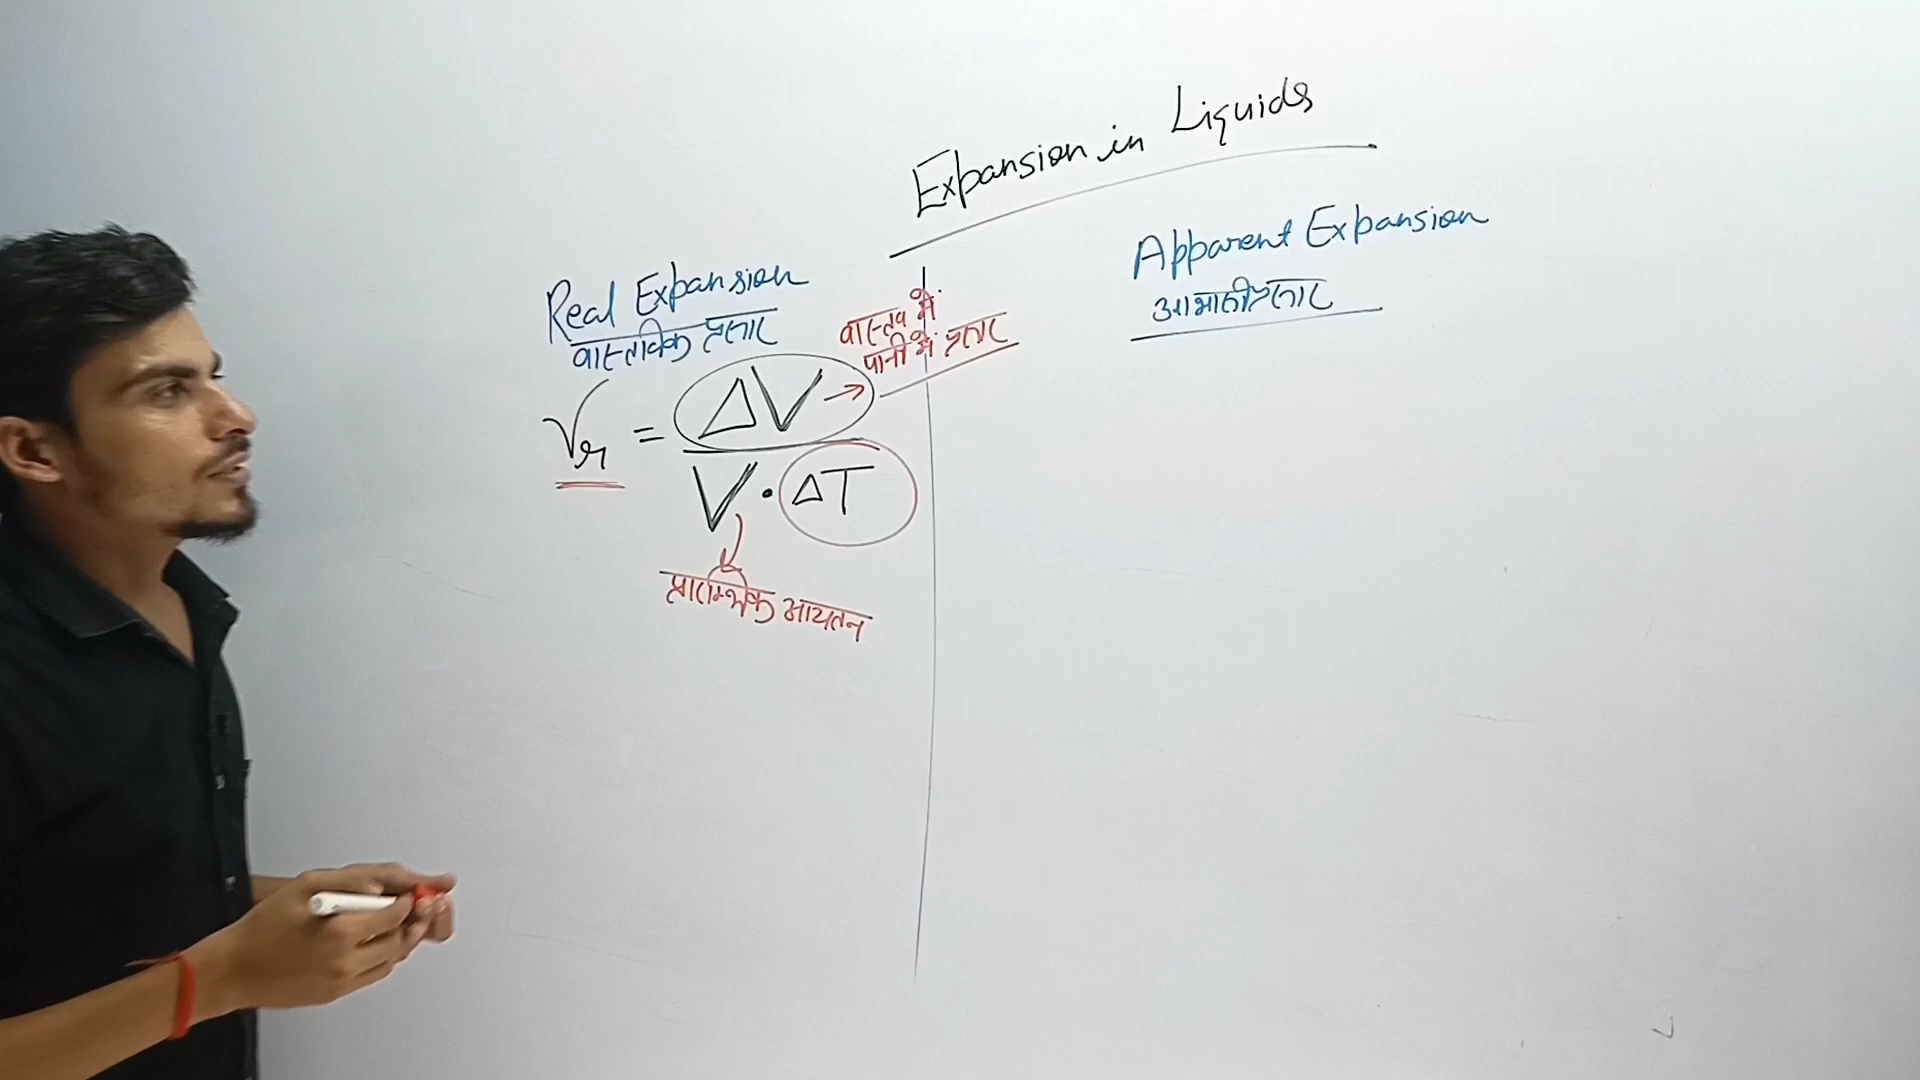 Expansion in Liquids
Real Expansion
वास्तविक प्रसार
γr = ΔV
V · ΔT
वास्तव में
पानी में प्रसार
प्रारम्भिक आयतन
Apparent Expansion
आभासी प्रसार